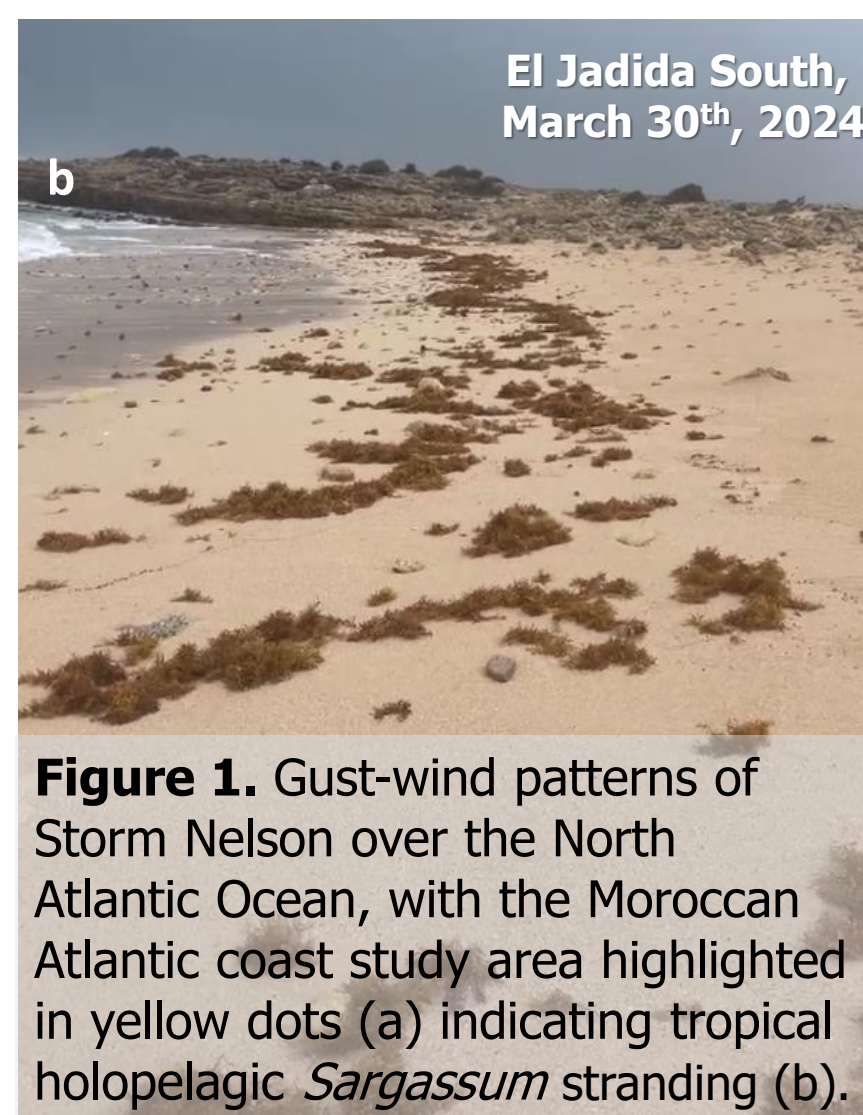 El Jadida South,
March 30th, 2024
b
Figure 1. Gust-wind patterns of
Storm Nelson over the North
Atlantic Ocean, with the Moroccan
Atlantic coast study area highlighted
in yellow dots (a) indicating tropical
holopelagic Sargassum stranding (b).